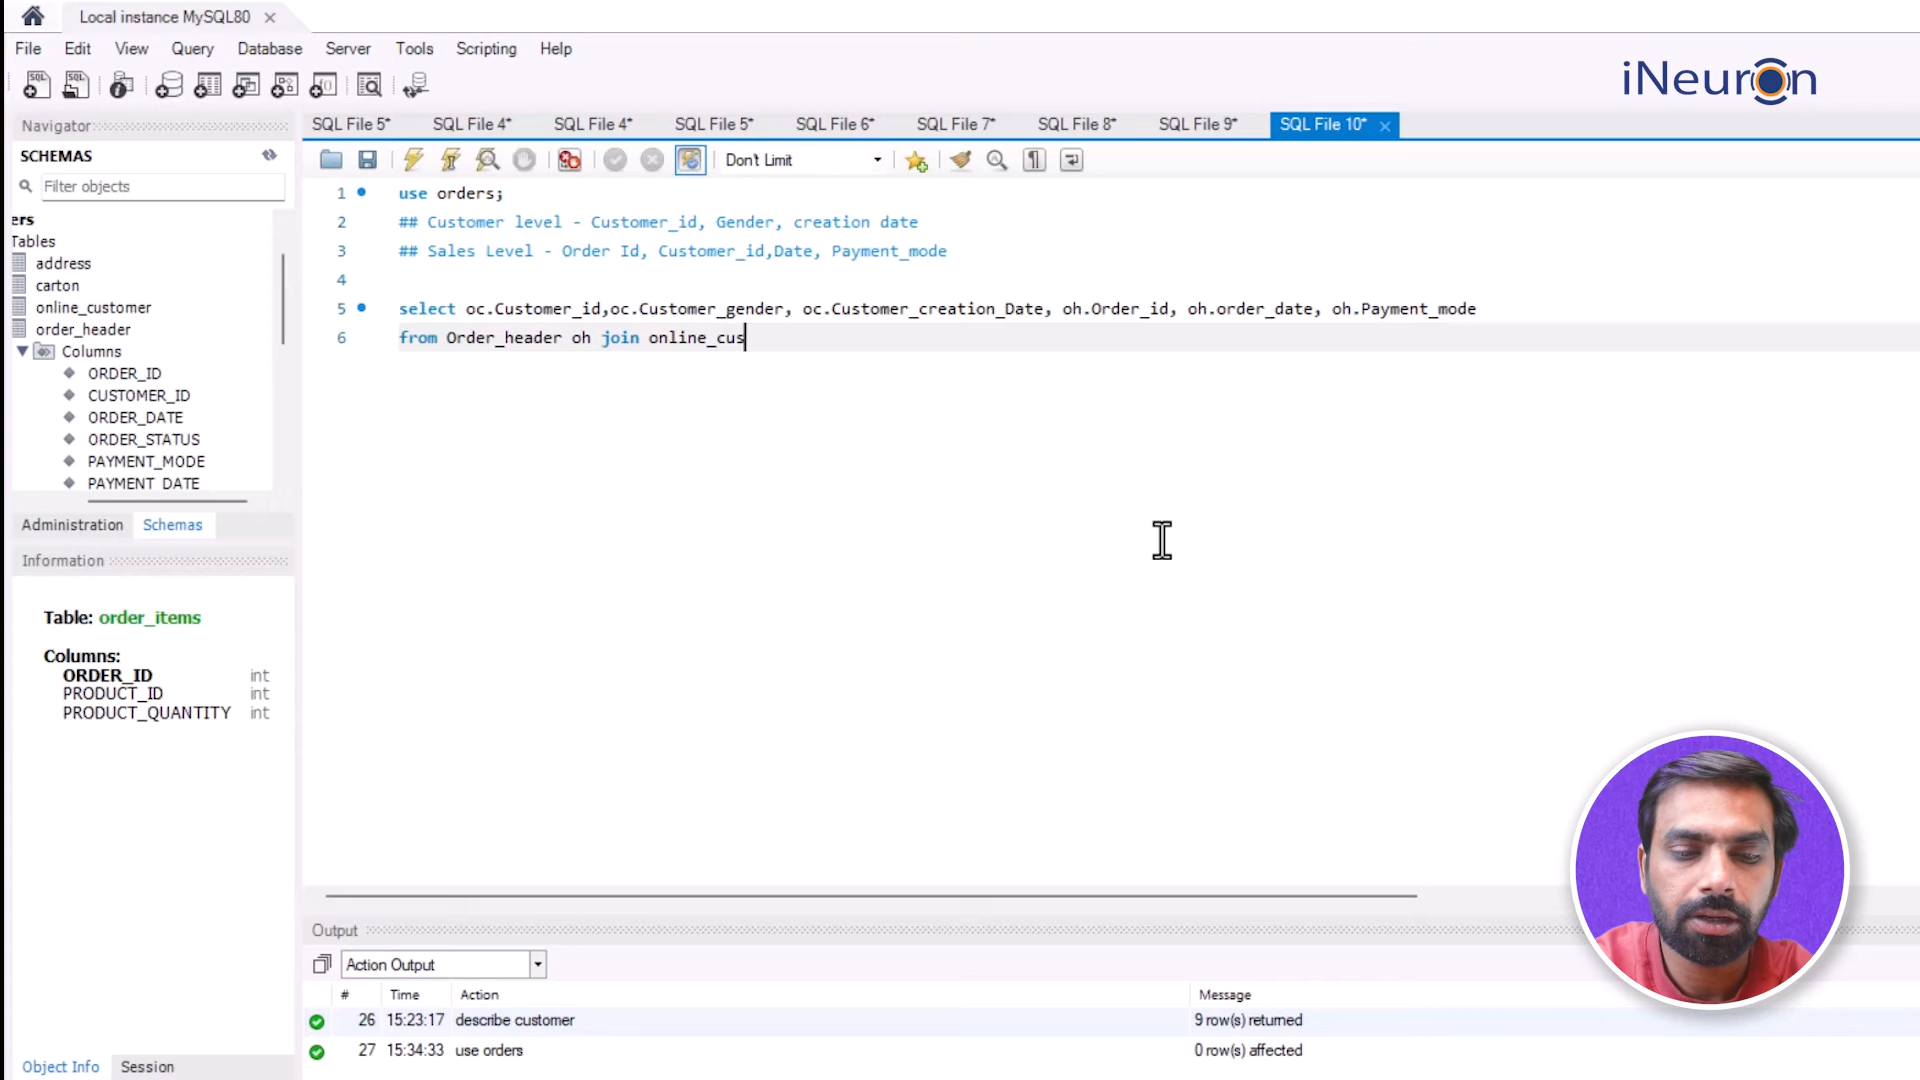 Local instance MySQL80
File Edit View Query Database Server Tools Scripting Help
iNeuron
Navigator
SQL File 5* SQL File 4* SQL File 4* SQL File 5* SQL File 6* SQL File 7* SQL File 8* SQL File 9* SQL File 10*
SCHEMAS
Don't Limit
Filter objects
ers
Tables
address
carton
online_customer
order_header
Columns
ORDER_ID
CUSTOMER_ID
ORDER_DATE
ORDER_STATUS
PAYMENT_MODE
PAYMENT_DATE
1 use orders;
2 ## Customer level - Customer_id, Gender, creation date
3 ## Sales Level - Order Id, Customer_id,Date, Payment_mode
4
5 select oc.Customer_id,oc.Customer_gender, oc.Customer_creation_Date, oh.Order_id, oh.order_date, oh.Payment_mode
6 from Order_header oh join online_cus
Administration Schemas
Information
Table: order_items
Columns:
ORDER_ID int
PRODUCT_ID int
PRODUCT_QUANTITY int
Output
Action Output
# Time Action Message
26 15:23:17 describe customer 9 row(s) returned
27 15:34:33 use orders 0 row(s) affected
Object Info Session